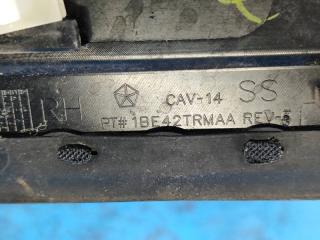 RH CAV-14 SS
PT# 1BE42TRMAA REV-